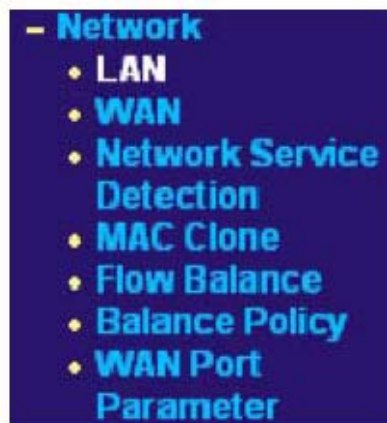 – Network
• LAN
• WAN
• Network Service
Detection
• MAC Clone
• Flow Balance
• Balance Policy
• WAN Port
Parameter